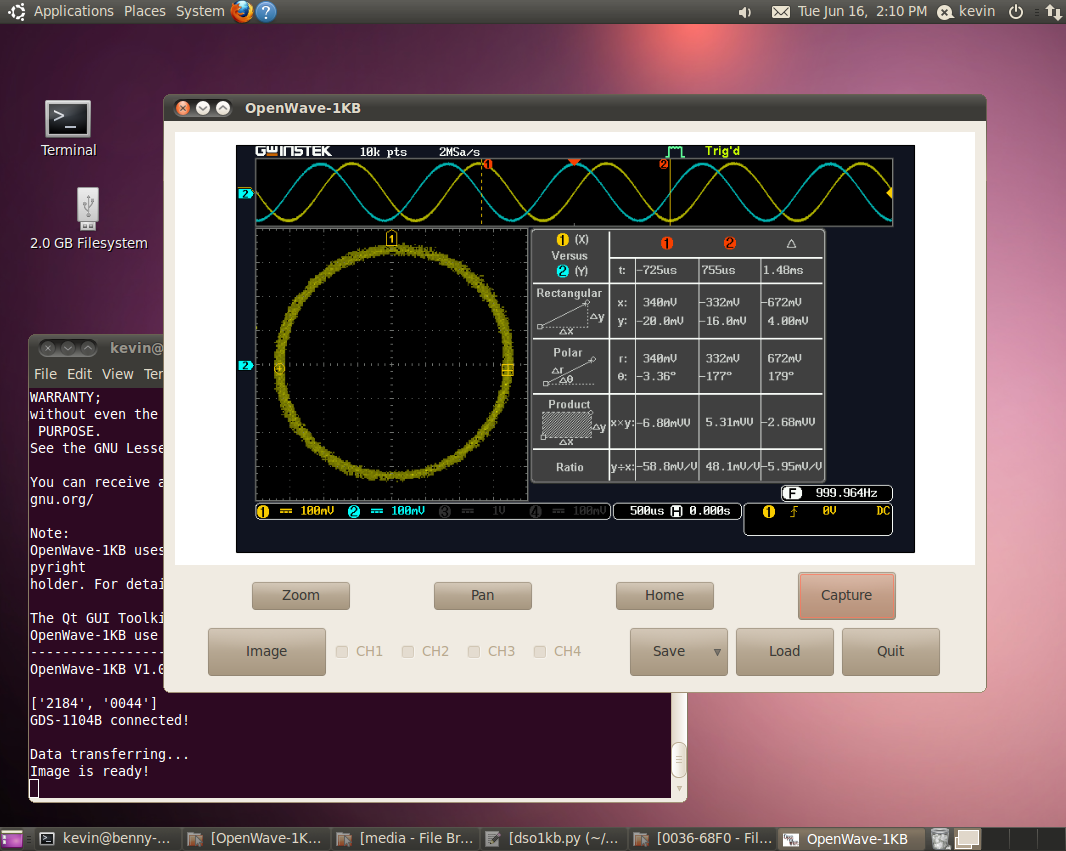 Applications Places System
Tue Jun 16, 2:10 PM kevin
Terminal
2.0 GB Filesystem
OpenWave-1KB
GWINSTEK 10k pts 2MSa/s Trig'd
1 2
2
1
2
1 (X)
Versus
2 (Y)
1 2 △
t: -725us 755us 1.48ms
Rectangular
△y
△x
x: 340mV -332mV -672mV
y: -20.0mV -16.0mV 4.00mV
Polar
△r
△θ
r: 340mV 332mV 672mV
θ: -3.36° -177° 179°
Product
△y
△x
x×y: -6.80mVV 5.31mVV -2.68mVV
Ratio y÷x: -58.8mV/V 48.1mV/V -5.95mV/V
F 999.964Hz
1 100mV 2 100mV 3 1V 4 100mV 500us H 0.000s 1 0V DC
Zoom Pan Home Capture
Image CH1 CH2 CH3 CH4 Save Load Quit
kevin@
File Edit View Ter
WARRANTY;
without even the
PURPOSE.
See the GNU Lesse
You can receive a
gnu.org/
Note:
OpenWave-1KB uses
pyright
holder. For detai
The Qt GUI Toolki
OpenWave-1KB use
-----------------
OpenWave-1KB V1.0
['2184', '0044']
GDS-1104B connected!
Data transferring...
Image is ready!
kevin@benny-... [OpenWave-1K... [media - File Br... [dso1kb.py (~/... [0036-68F0 - Fil... OpenWave-1KB